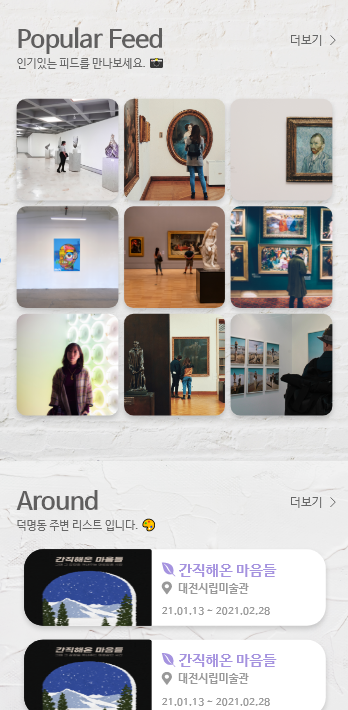 Popular Feed
더보기
인기있는 피드를 만나보세요.
Around
더보기
덕명동 주변 리스트 입니다.
간직해온 마음들
간직해온 마음들
대전시립미술관
21.01.13 ~ 2021.02.28
간직해온 마음들
간직해온 마음들
대전시립미술관
21.01.13 ~ 2021.02.28